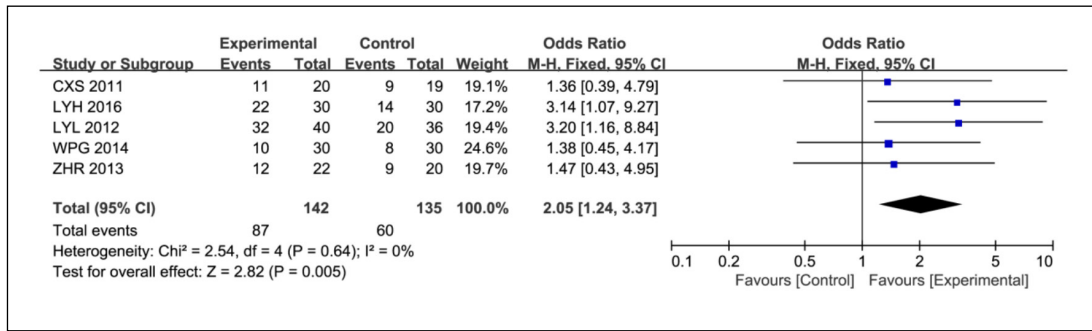 Experimental Control Odds Ratio Odds Ratio
Study or Subgroup Events Total Events Total Weight M-H, Fixed, 95% CI M-H, Fixed, 95% CI
CXS 2011 11 20 9 19 19.1% 1.36 [0.39, 4.79]
LYH 2016 22 30 14 30 17.2% 3.14 [1.07, 9.27]
LYL 2012 32 40 20 36 19.4% 3.20 [1.16, 8.84]
WPG 2014 10 30 8 30 24.6% 1.38 [0.45, 4.17]
ZHR 2013 12 22 9 20 19.7% 1.47 [0.43, 4.95]
Total (95% CI) 142 135 100.0% 2.05 [1.24, 3.37]
Total events 87 60
Heterogeneity: Chi² = 2.54, df = 4 (P = 0.64); I² = 0%
Test for overall effect: Z = 2.82 (P = 0.005)
0.1 0.2 0.5 1 2 5 10
Favours [Control] Favours [Experimental]